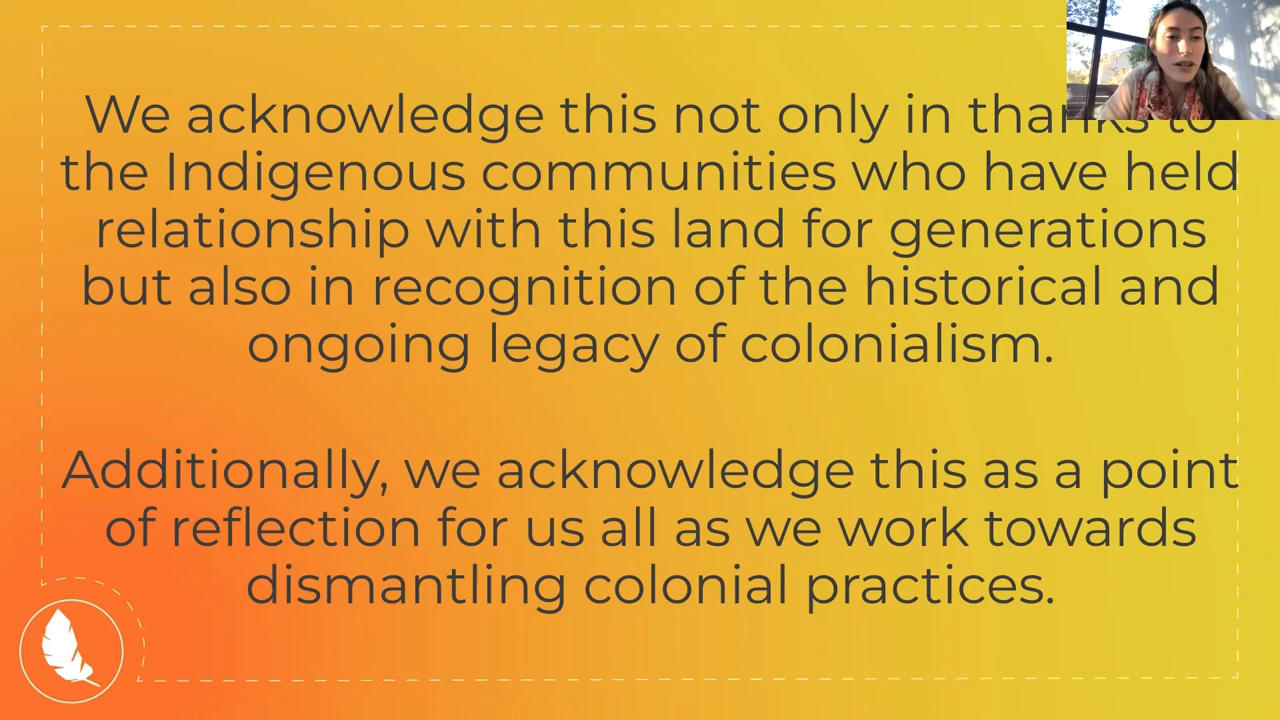 We acknowledge this not only in thanks to
the Indigenous communities who have held
relationship with this land for generations
but also in recognition of the historical and
ongoing legacy of colonialism.
Additionally, we acknowledge this as a point
of reflection for us all as we work towards
dismantling colonial practices.